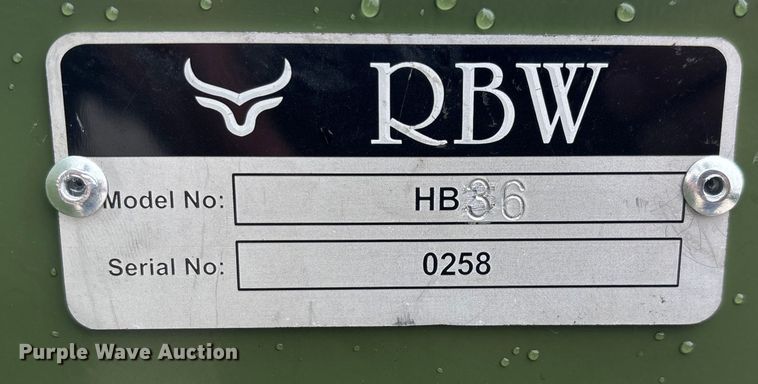 RBW
Model No: HB36
Serial No: 0258
Purple Wave Auction